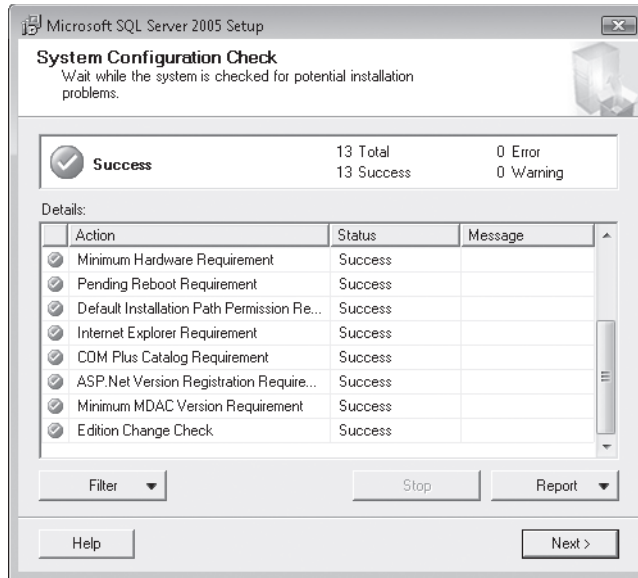 Microsoft SQL Server 2005 Setup
System Configuration Check
Wait while the system is checked for potential installation
problems.
Success
13 Total
0 Error
13 Success
0 Warning
Details:
Action Status Message
Minimum Hardware Requirement Success
Pending Reboot Requirement Success
Default Installation Path Permission Re... Success
Internet Explorer Requirement Success
COM Plus Catalog Requirement Success
ASP.Net Version Registration Require... Success
Minimum MDAC Version Requirement Success
Edition Change Check Success
Filter Stop Report
Help Next >